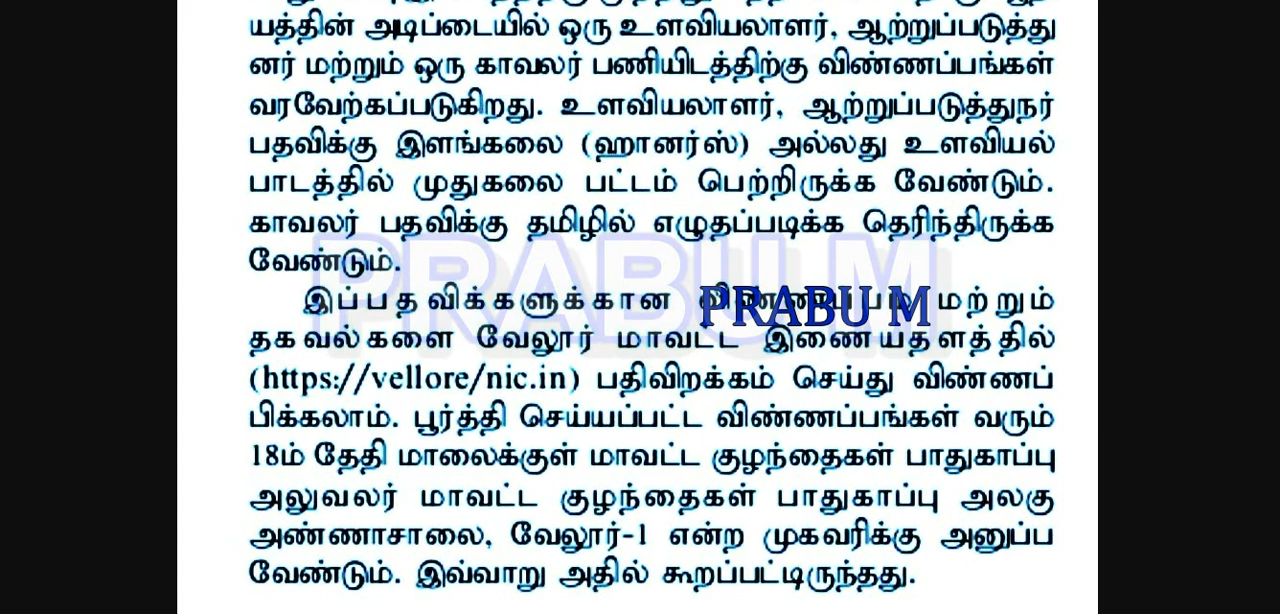 யத்தின் அடிப்படையில் ஒரு உளவியலாளர், ஆற்றுப்படுத்து
னர் மற்றும் ஒரு காவலர் பணியிடத்திற்கு விண்ணப்பங்கள்
வரவேற்கப்படுகிறது. உளவியலாளர், ஆற்றுப்படுத்துநர்
பதவிக்கு இளங்கலை (ஹானர்ஸ்) அல்லது உளவியல்
பாடத்தில் முதுகலை பட்டம் பெற்றிருக்க வேண்டும்.
காவலர் பதவிக்கு தமிழில் எழுதப்படிக்க தெரிந்திருக்க
வேண்டும்.
PRABU M
இப்பதவிக்களுக்கான விண்ணப்பம் மற்றும்
PRABU M
தகவல்களை வேலூர் மாவட்ட இணையதளத்தில்
(https://vellore/nic.in) பதிவிறக்கம் செய்து விண்ணப்
பிக்கலாம். பூர்த்தி செய்யப்பட்ட விண்ணப்பங்கள் வரும்
18ம் தேதி மாலைக்குள் மாவட்ட குழந்தைகள் பாதுகாப்பு
அலுவலர் மாவட்ட குழந்தைகள் பாதுகாப்பு அலகு
அண்ணாசாலை, வேலூர்-1 என்ற முகவரிக்கு அனுப்ப
வேண்டும். இவ்வாறு அதில் கூறப்பட்டிருந்தது.